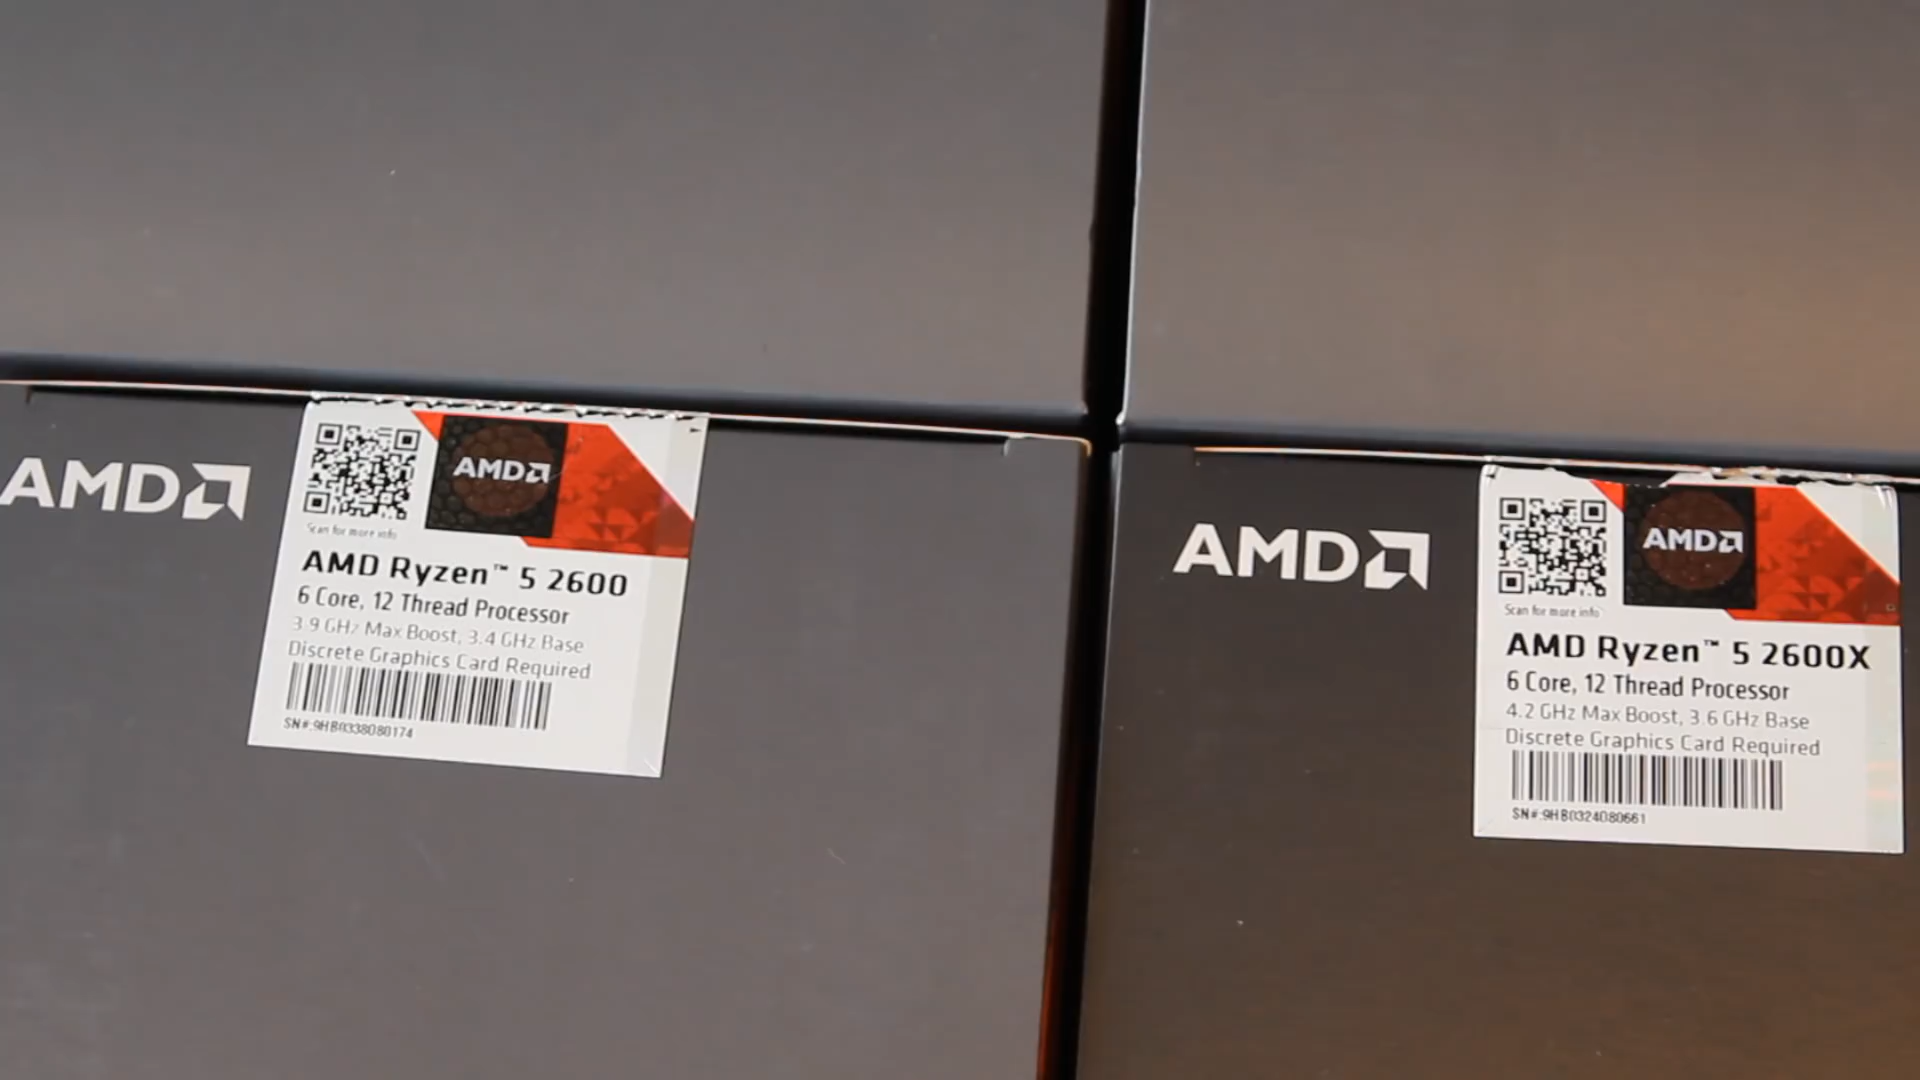 AMD
AMD
Scan for more info
AMD Ryzen™ 5 2600
6 Core, 12 Thread Processor
3.9 GHz Max Boost, 3.4 GHz Base
Discrete Graphics Card Required
SN#:9HB0338080174
AMD
AMD
Scan for more info
AMD Ryzen™ 5 2600X
6 Core, 12 Thread Processor
4.2 GHz Max Boost, 3.6 GHz Base
Discrete Graphics Card Required
SN#:9HB0324080661